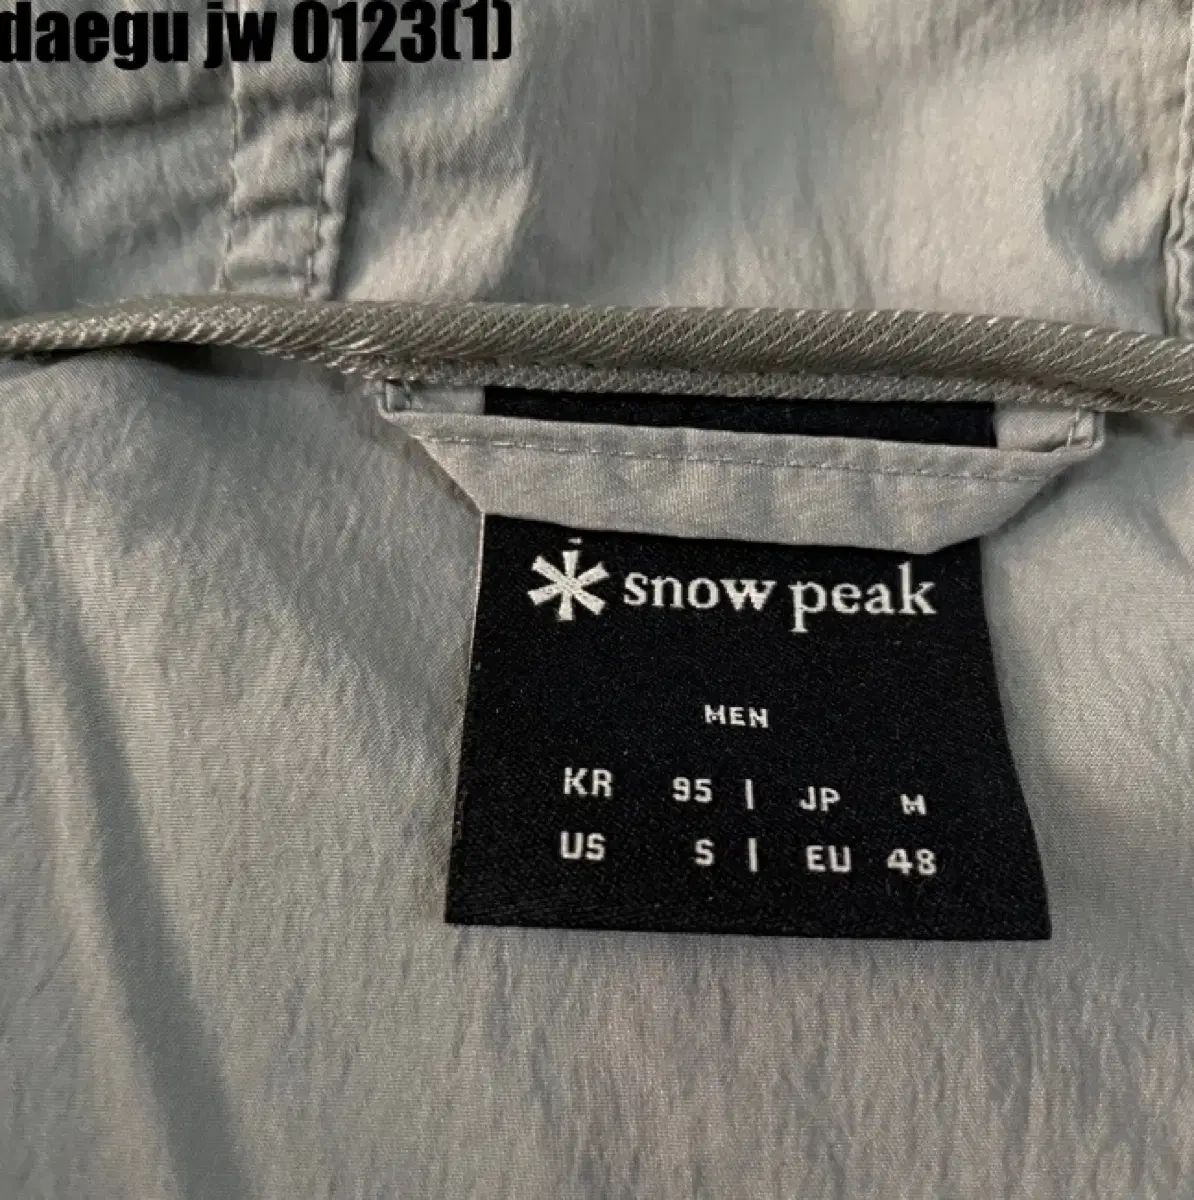 daegu jw 0123(1)
snow peak
MEN
KR 95 | JP M
US S | EU 48